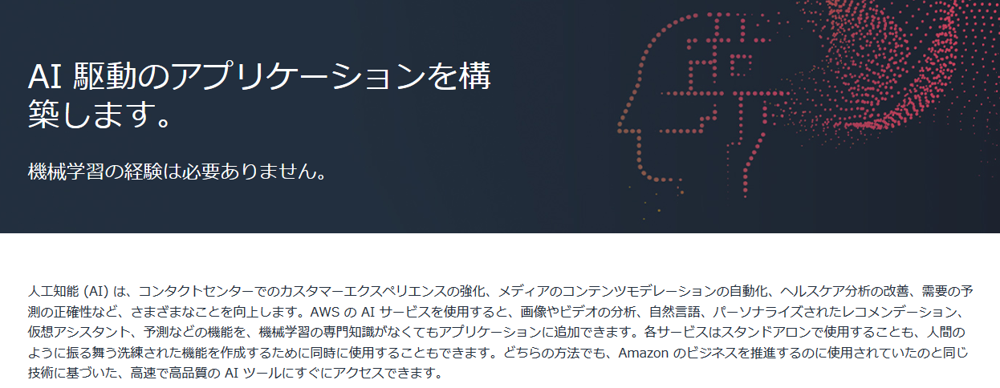 AI 駆動のアプリケーションを構
築します。
機械学習の経験は必要ありません。
人工知能 (AI) は、コンタクトセンターでのカスタマーエクスペリエンスの強化、メディアのコンテンツモデレーションの自動化、ヘルスケア分析の改善、需要の予
測の正確性など、さまざまなことを向上します。AWS の AI サービスを使用すると、画像やビデオの分析、自然言語、パーソナライズされたレコメンデーション、
仮想アシスタント、予測などの機能を、機械学習の専門知識がなくてもアプリケーションに追加できます。各サービスはスタンドアロンで使用することも、人間の
ように振る舞う洗練された機能を作成するために同時に使用することもできます。どちらの方法でも、Amazon のビジネスを推進するのに使用されていたのと同じ
技術に基づいた、高速で高品質の AI ツールにすぐにアクセスできます。